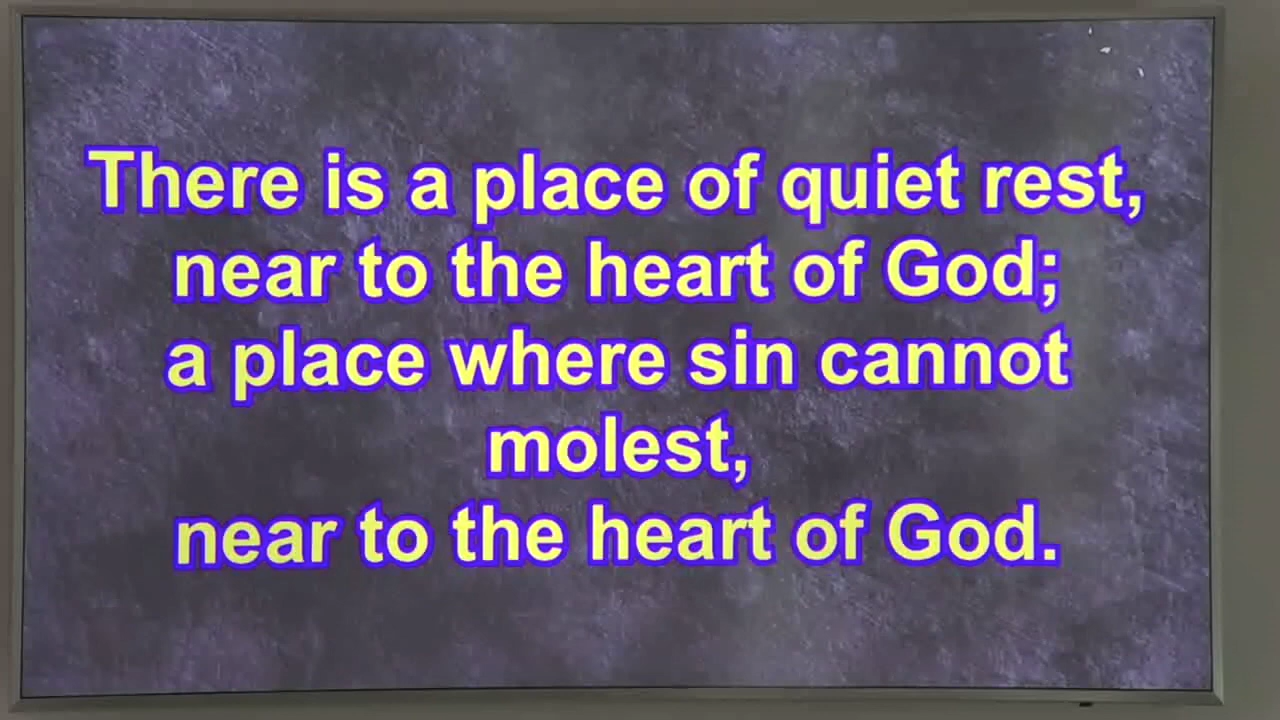 There is a place of quiet rest,
near to the heart of God;
a place where sin cannot
molest,
near to the heart of God.